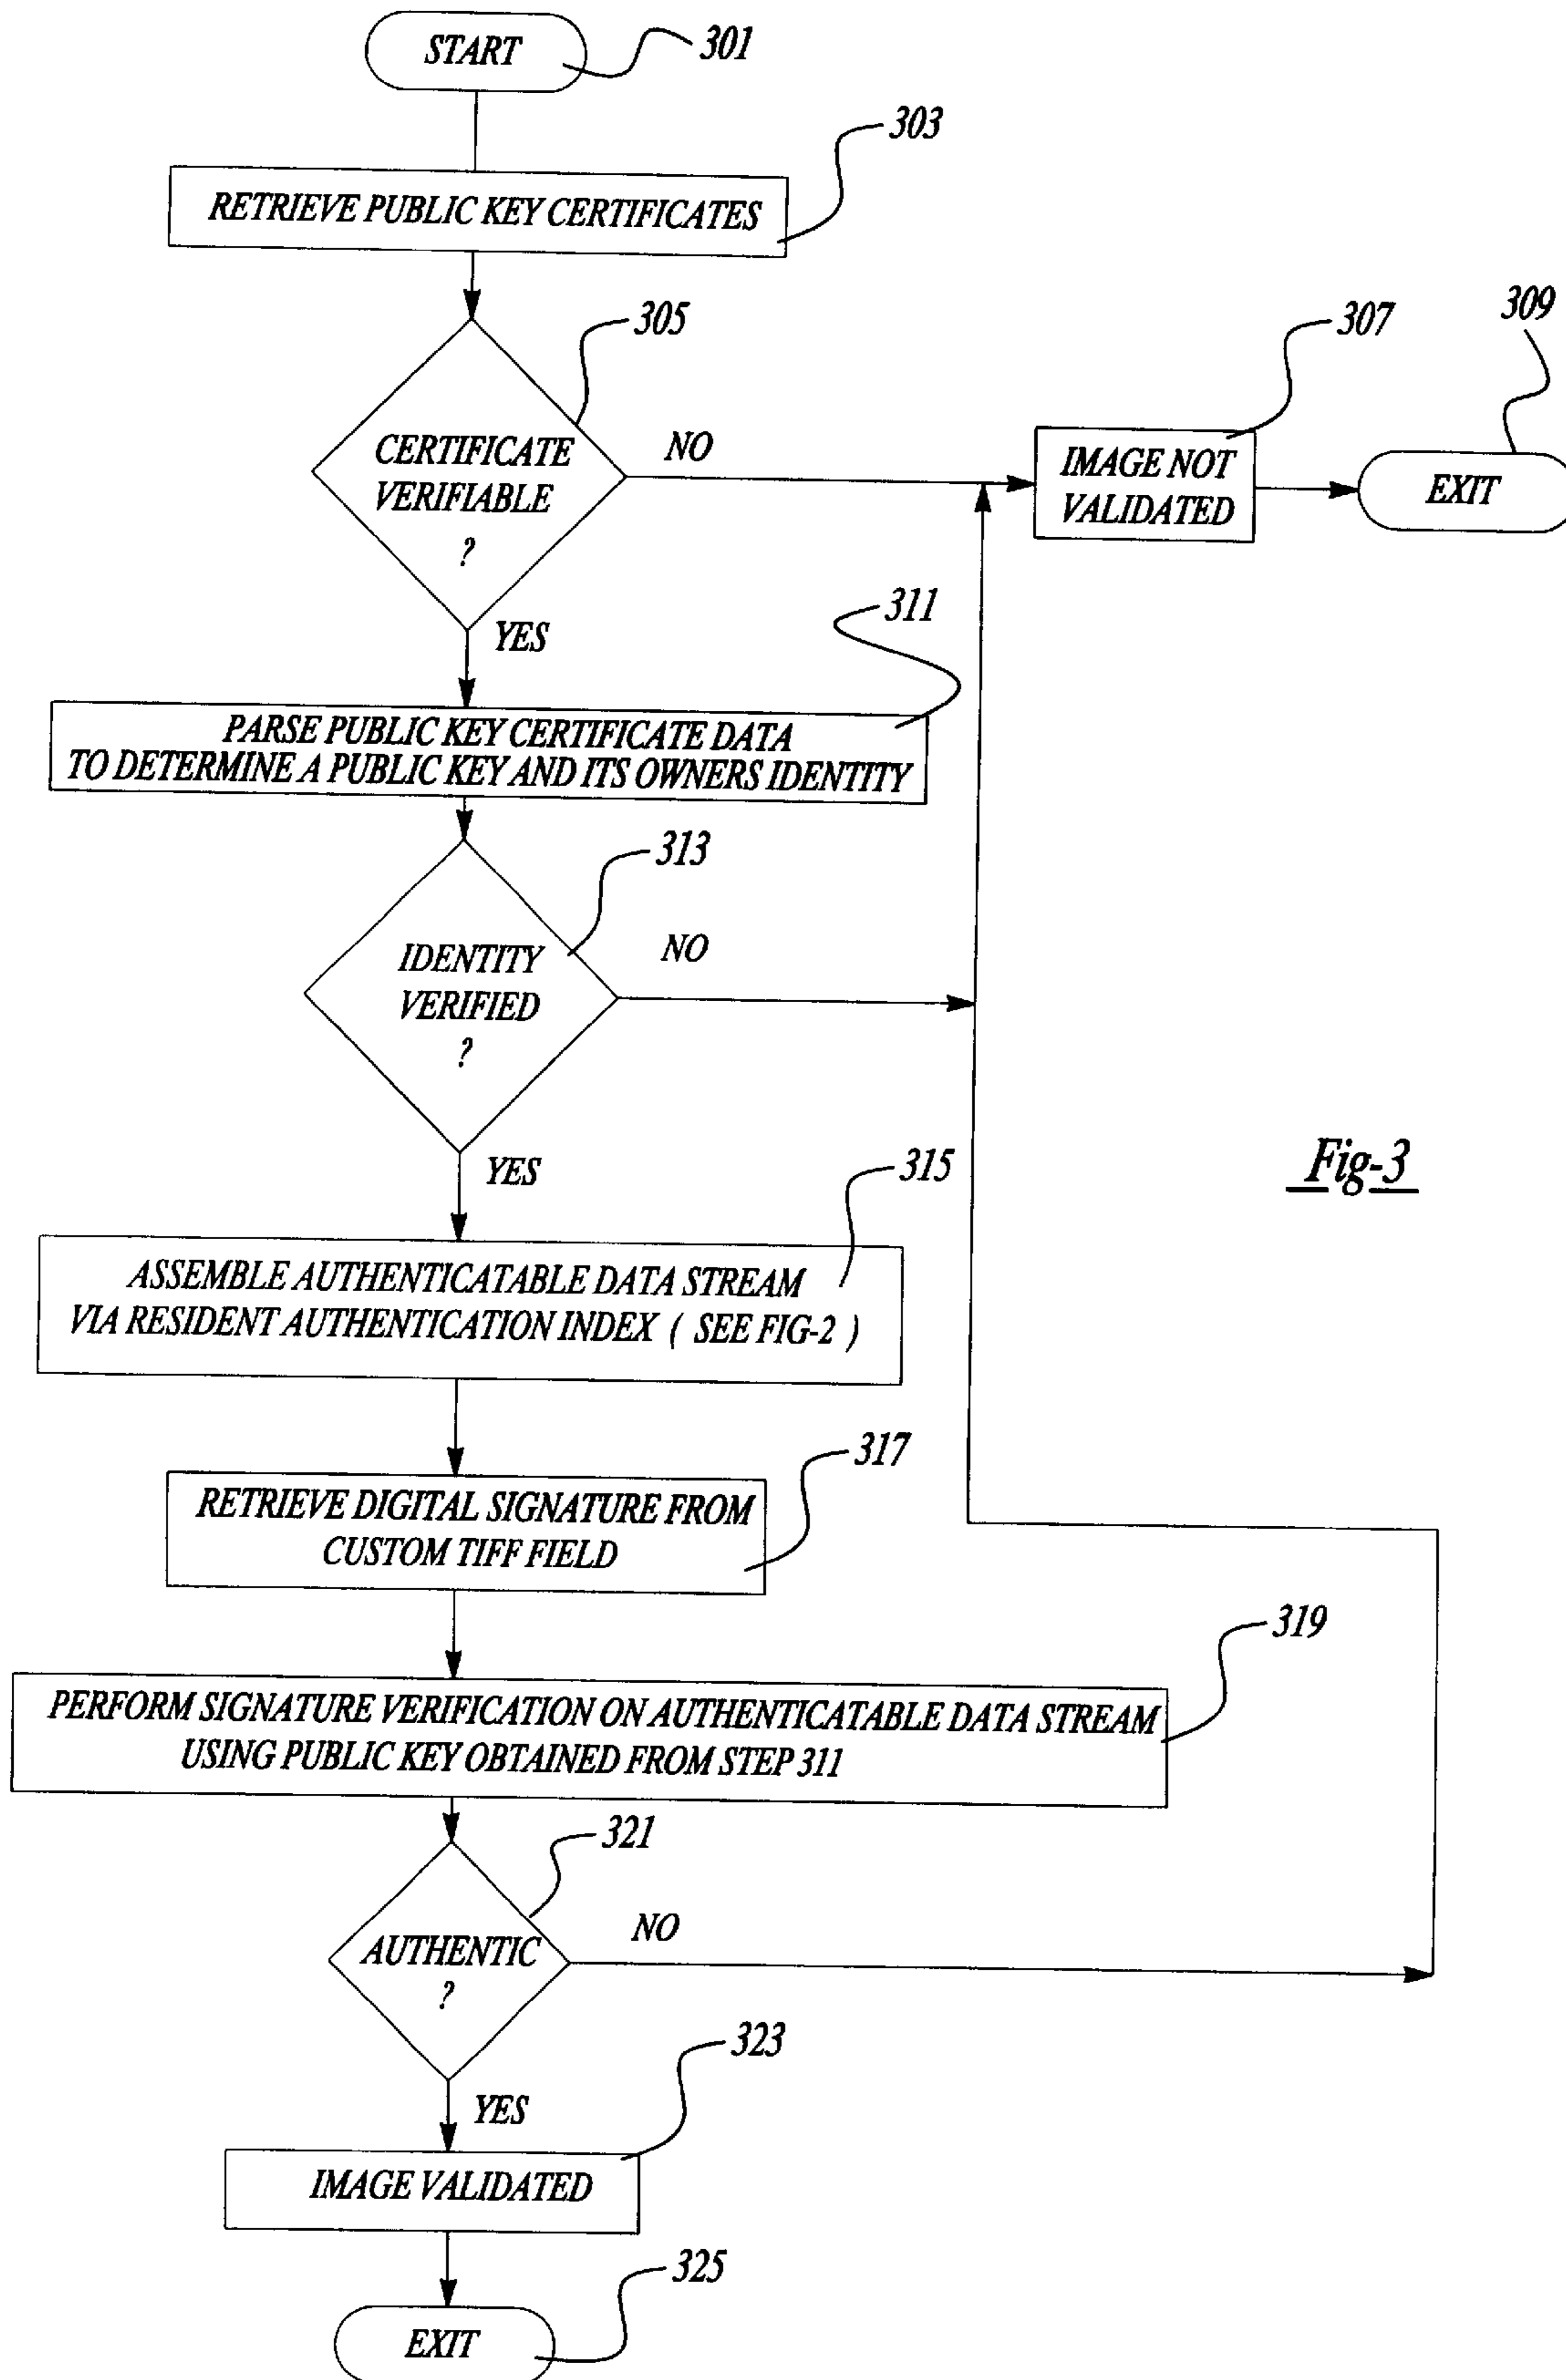 START
301
303
RETRIEVE PUBLIC KEY CERTIFICATES
305
CERTIFICATE
VERIFIABLE
?
NO
307
IMAGE NOT
VALIDATED
309
EXIT
YES
311
PARSE PUBLIC KEY CERTIFICATE DATA
TO DETERMINE A PUBLIC KEY AND ITS OWNERS IDENTITY
313
IDENTITY
VERIFIED
?
NO
YES
Fig-3
315
ASSEMBLE AUTHENTICATABLE DATA STREAM
VIA RESIDENT AUTHENTICATION INDEX ( SEE FIG-2 )
317
RETRIEVE DIGITAL SIGNATURE FROM
CUSTOM TIFF FIELD
319
PERFORM SIGNATURE VERIFICATION ON AUTHENTICATABLE DATA STREAM
USING PUBLIC KEY OBTAINED FROM STEP 311
321
AUTHENTIC
?
NO
YES
323
IMAGE VALIDATED
325
EXIT